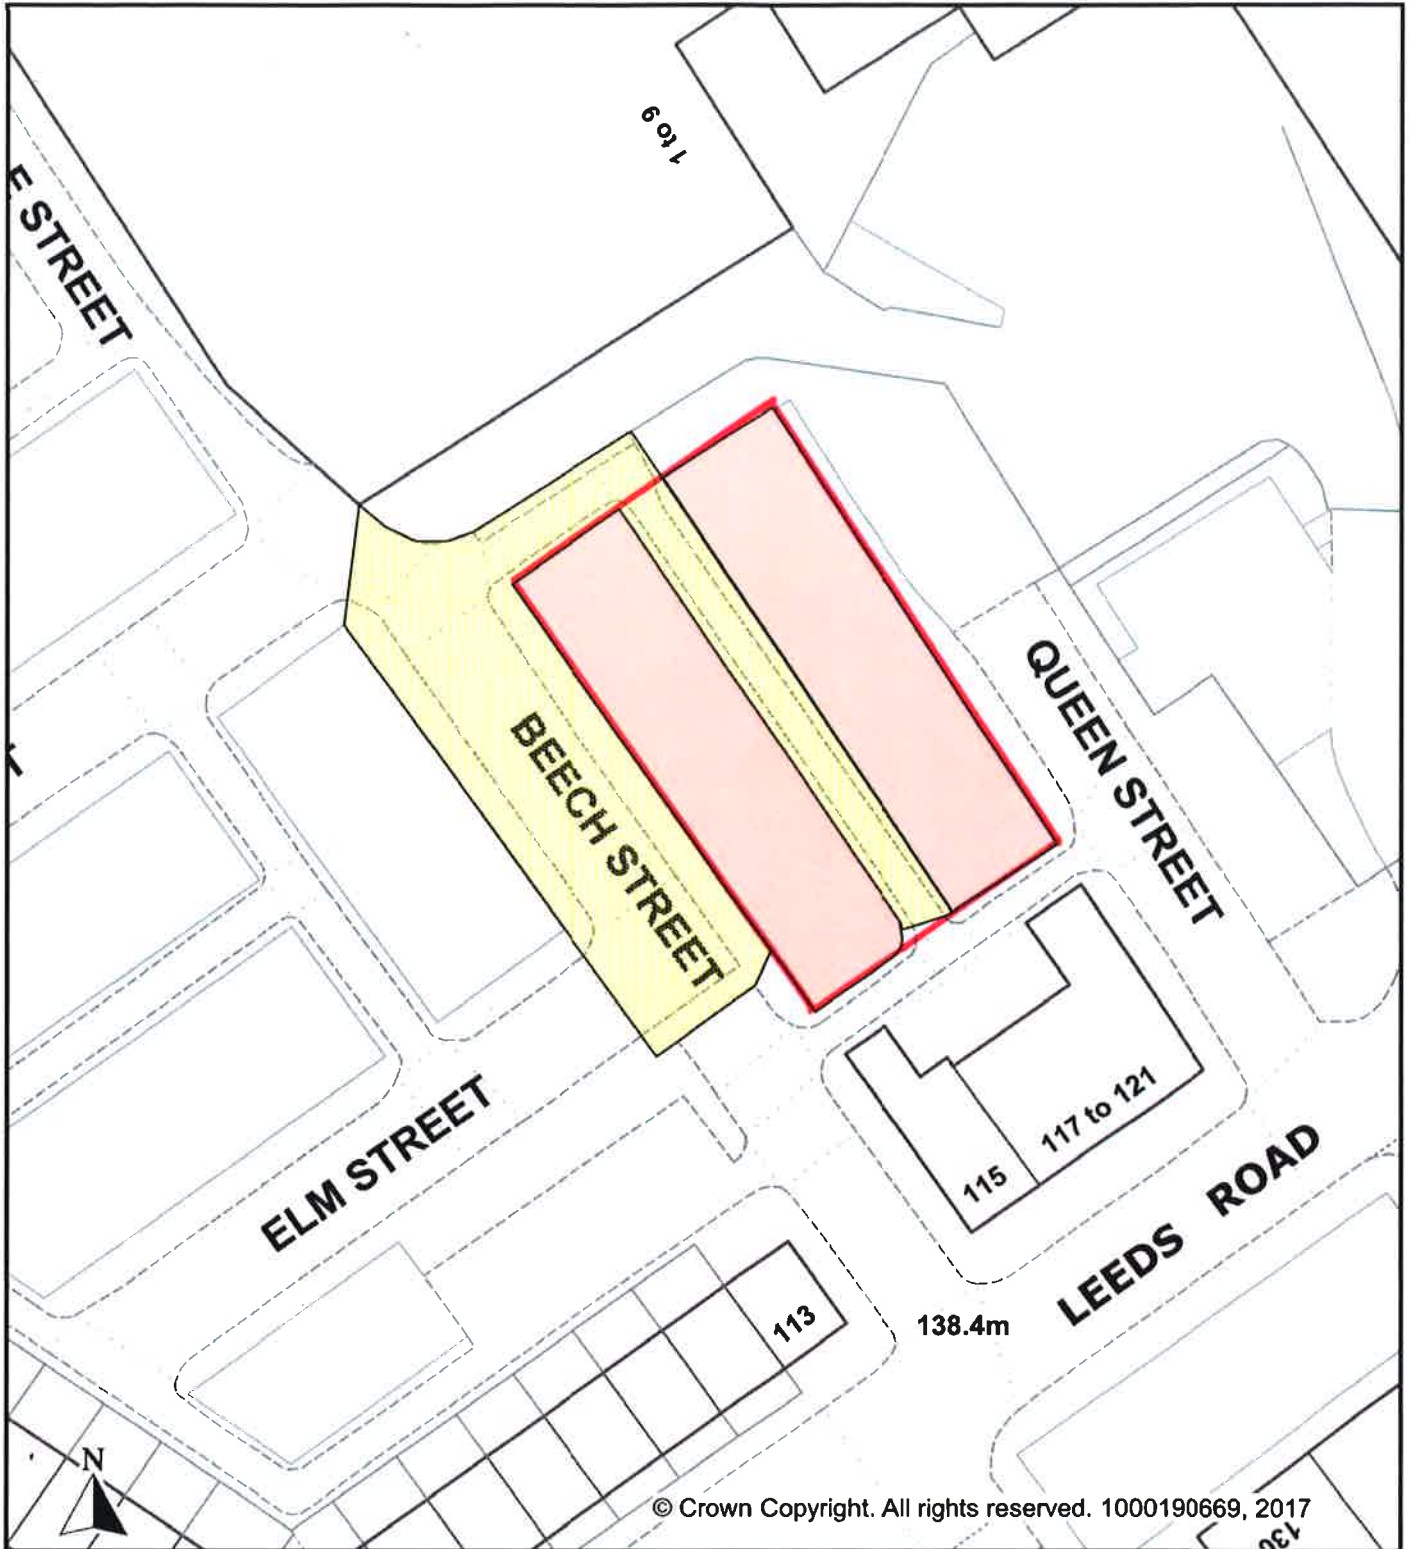 1 to 9
STREET
BEECH STREET
QUEEN STREET
ELM STREET
117 to 121
115
LEEDS ROAD
113
138.4m
N
© Crown Copyright. All rights reserved. 1000190669, 2017
130